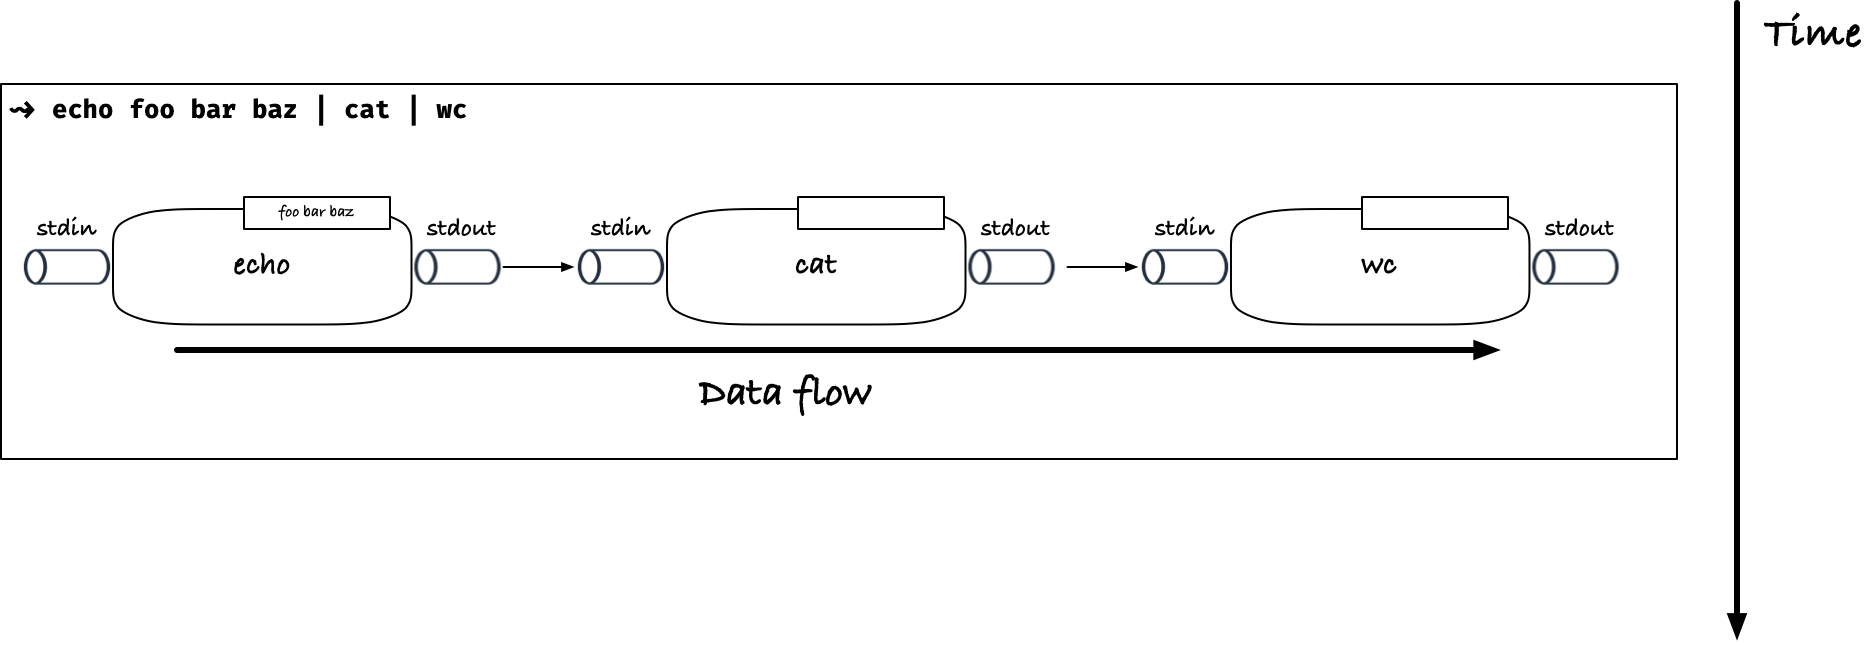 Time
⇝ echo foo bar baz | cat | wc
foo bar baz
stdin stdout stdin stdout stdin stdout
echo cat wc
Data flow